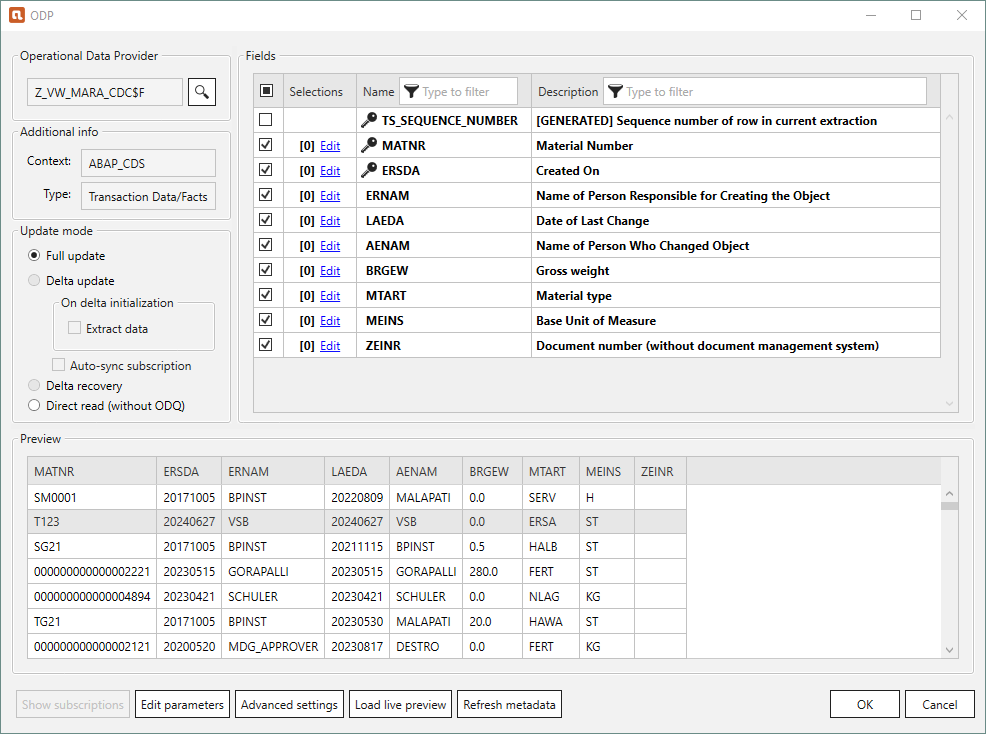 ODP
Operational Data Provider
Z_VW_MARA_CDC$F
Additional info
Context: ABAP_CDS
Type: Transaction Data/Facts
Update mode
Full update
Delta update
On delta initialization
Extract data
Auto-sync subscription
Delta recovery
Direct read (without ODQ)
Fields
Selections Name Type to filter Description Type to filter
TS_SEQUENCE_NUMBER [GENERATED] Sequence number of row in current extraction
[0] Edit MATNR Material Number
[0] Edit ERSDA Created On
[0] Edit ERNAM Name of Person Responsible for Creating the Object
[0] Edit LAEDA Date of Last Change
[0] Edit AENAM Name of Person Who Changed Object
[0] Edit BRGEW Gross weight
[0] Edit MTART Material type
[0] Edit MEINS Base Unit of Measure
[0] Edit ZEINR Document number (without document management system)
Preview
MATNR ERSDA ERNAM LAEDA AENAM BRGEW MTART MEINS ZEINR
SM0001 20171005 BPINST 20220809 MALAPATI 0.0 SERV H
T123 20240627 VSB 20240627 VSB 0.0 ERSA ST
SG21 20171005 BPINST 20211115 BPINST 0.5 HALB ST
000000000000002221 20230515 GORAPALLI 20230515 GORAPALLI 280.0 FERT ST
000000000000004894 20230421 SCHULER 20230421 SCHULER 0.0 NLAG KG
TG21 20171005 BPINST 20230530 MALAPATI 20.0 HAWA ST
000000000000002121 20200520 MDG_APPROVER 20230817 DESTRO 0.0 FERT KG
Show subscriptions Edit parameters Advanced settings Load live preview Refresh metadata OK Cancel